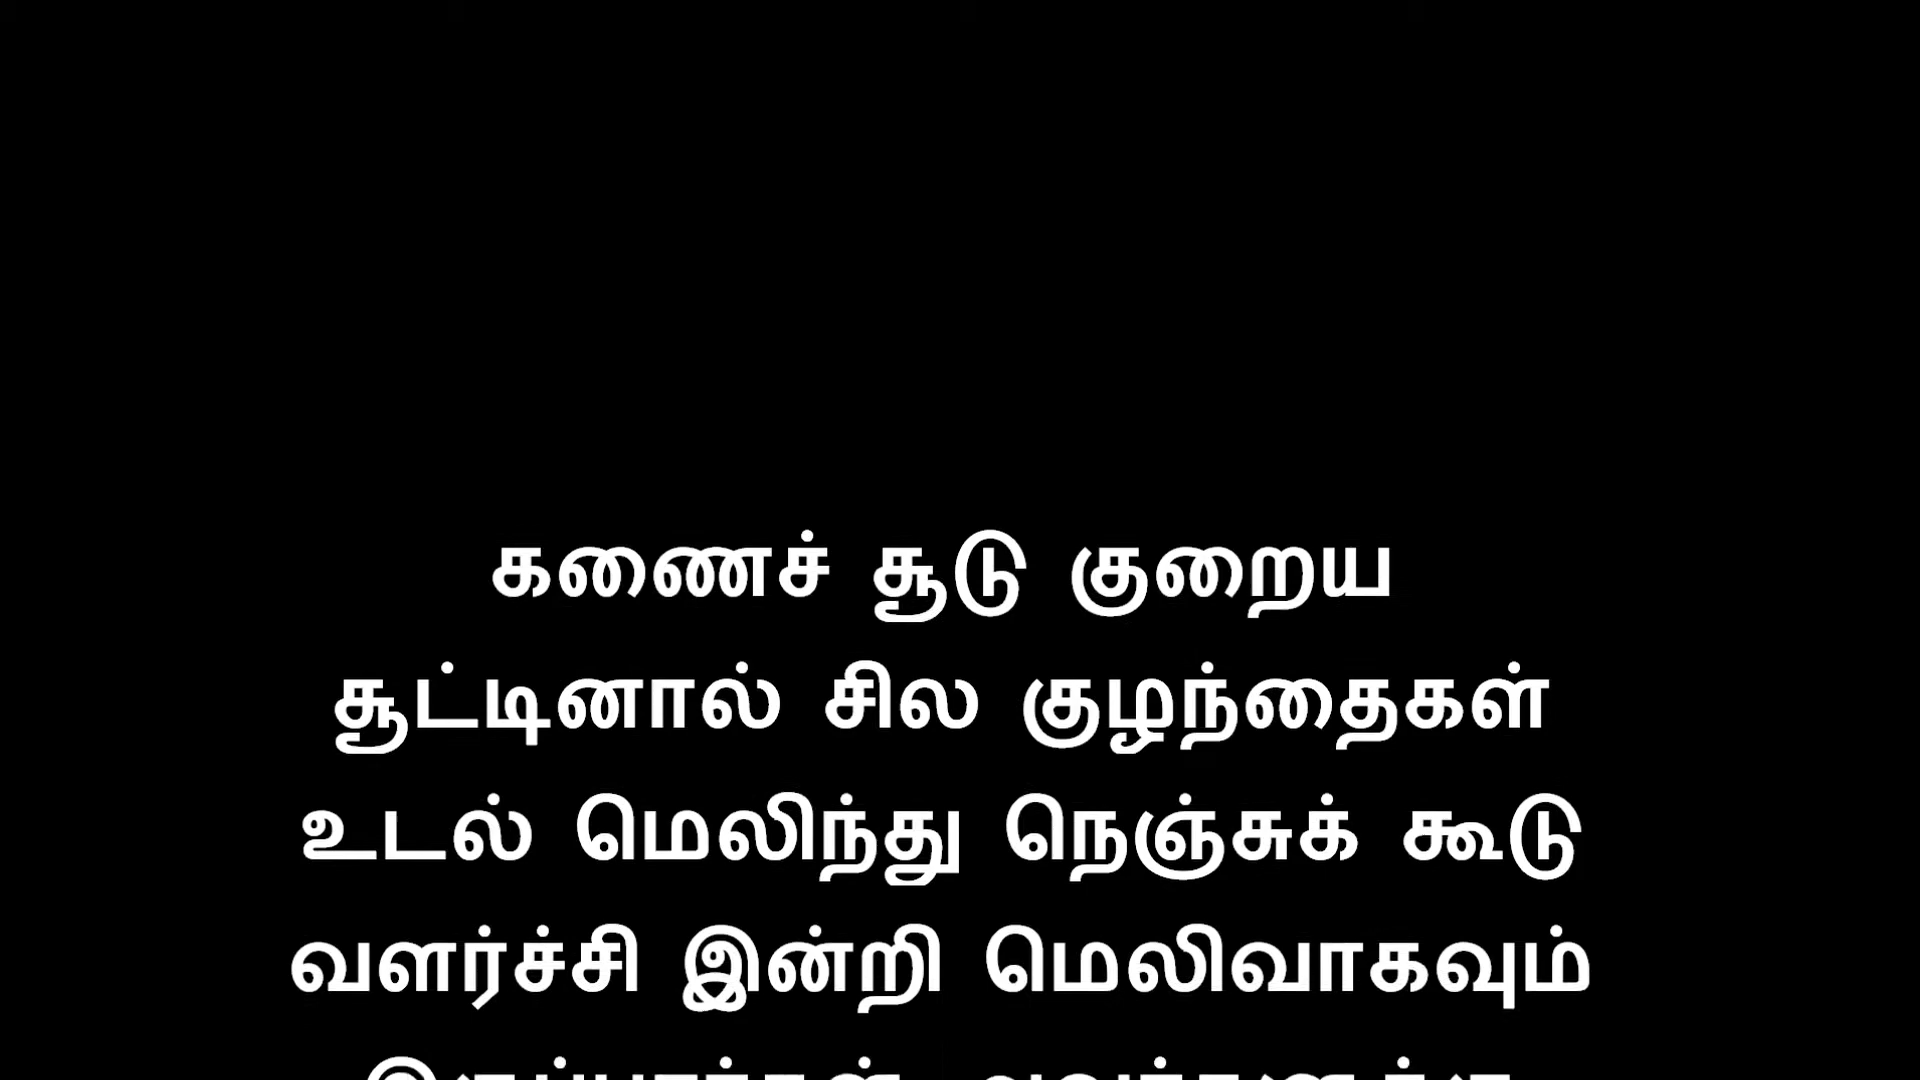 கணைச் சூடு குறைய
சூட்டினால் சில குழந்தைகள்
உடல் மெலிந்து நெஞ்சுக் கூடு
வளர்ச்சி இன்றி மெலிவாகவும்